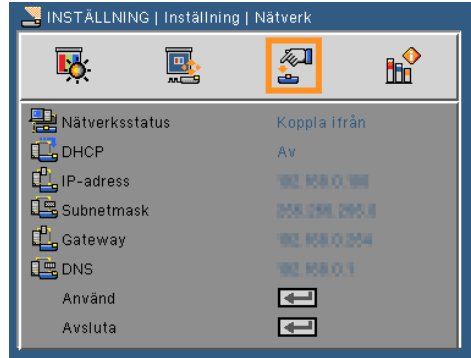 INSTÄLLNING | Inställning | Nätverk
Nätverksstatus Koppla ifrån
DHCP Av
IP-adress
Subnetmask
Gateway
DNS
Använd
Avsluta